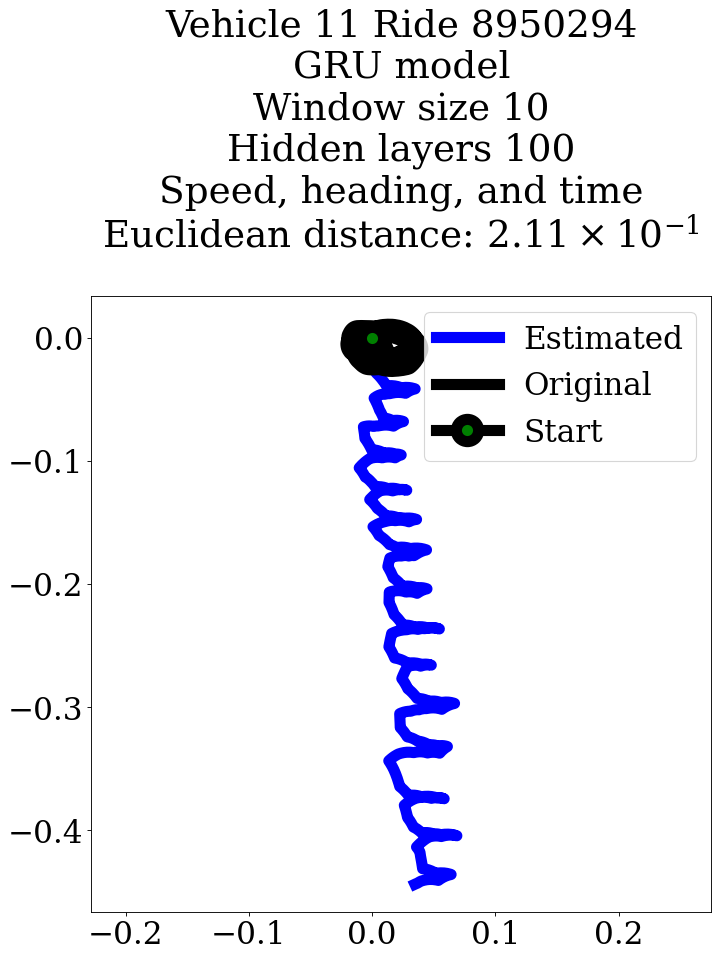 Vehicle 11 Ride 8950294
GRU model
Window size 10
Hidden layers 100
Speed, heading, and time
Euclidean distance: 2.11 × 10⁻¹
Estimated
Original
Start
0.0
−0.1
−0.2
−0.3
−0.4
−0.2 −0.1 0.0 0.1 0.2